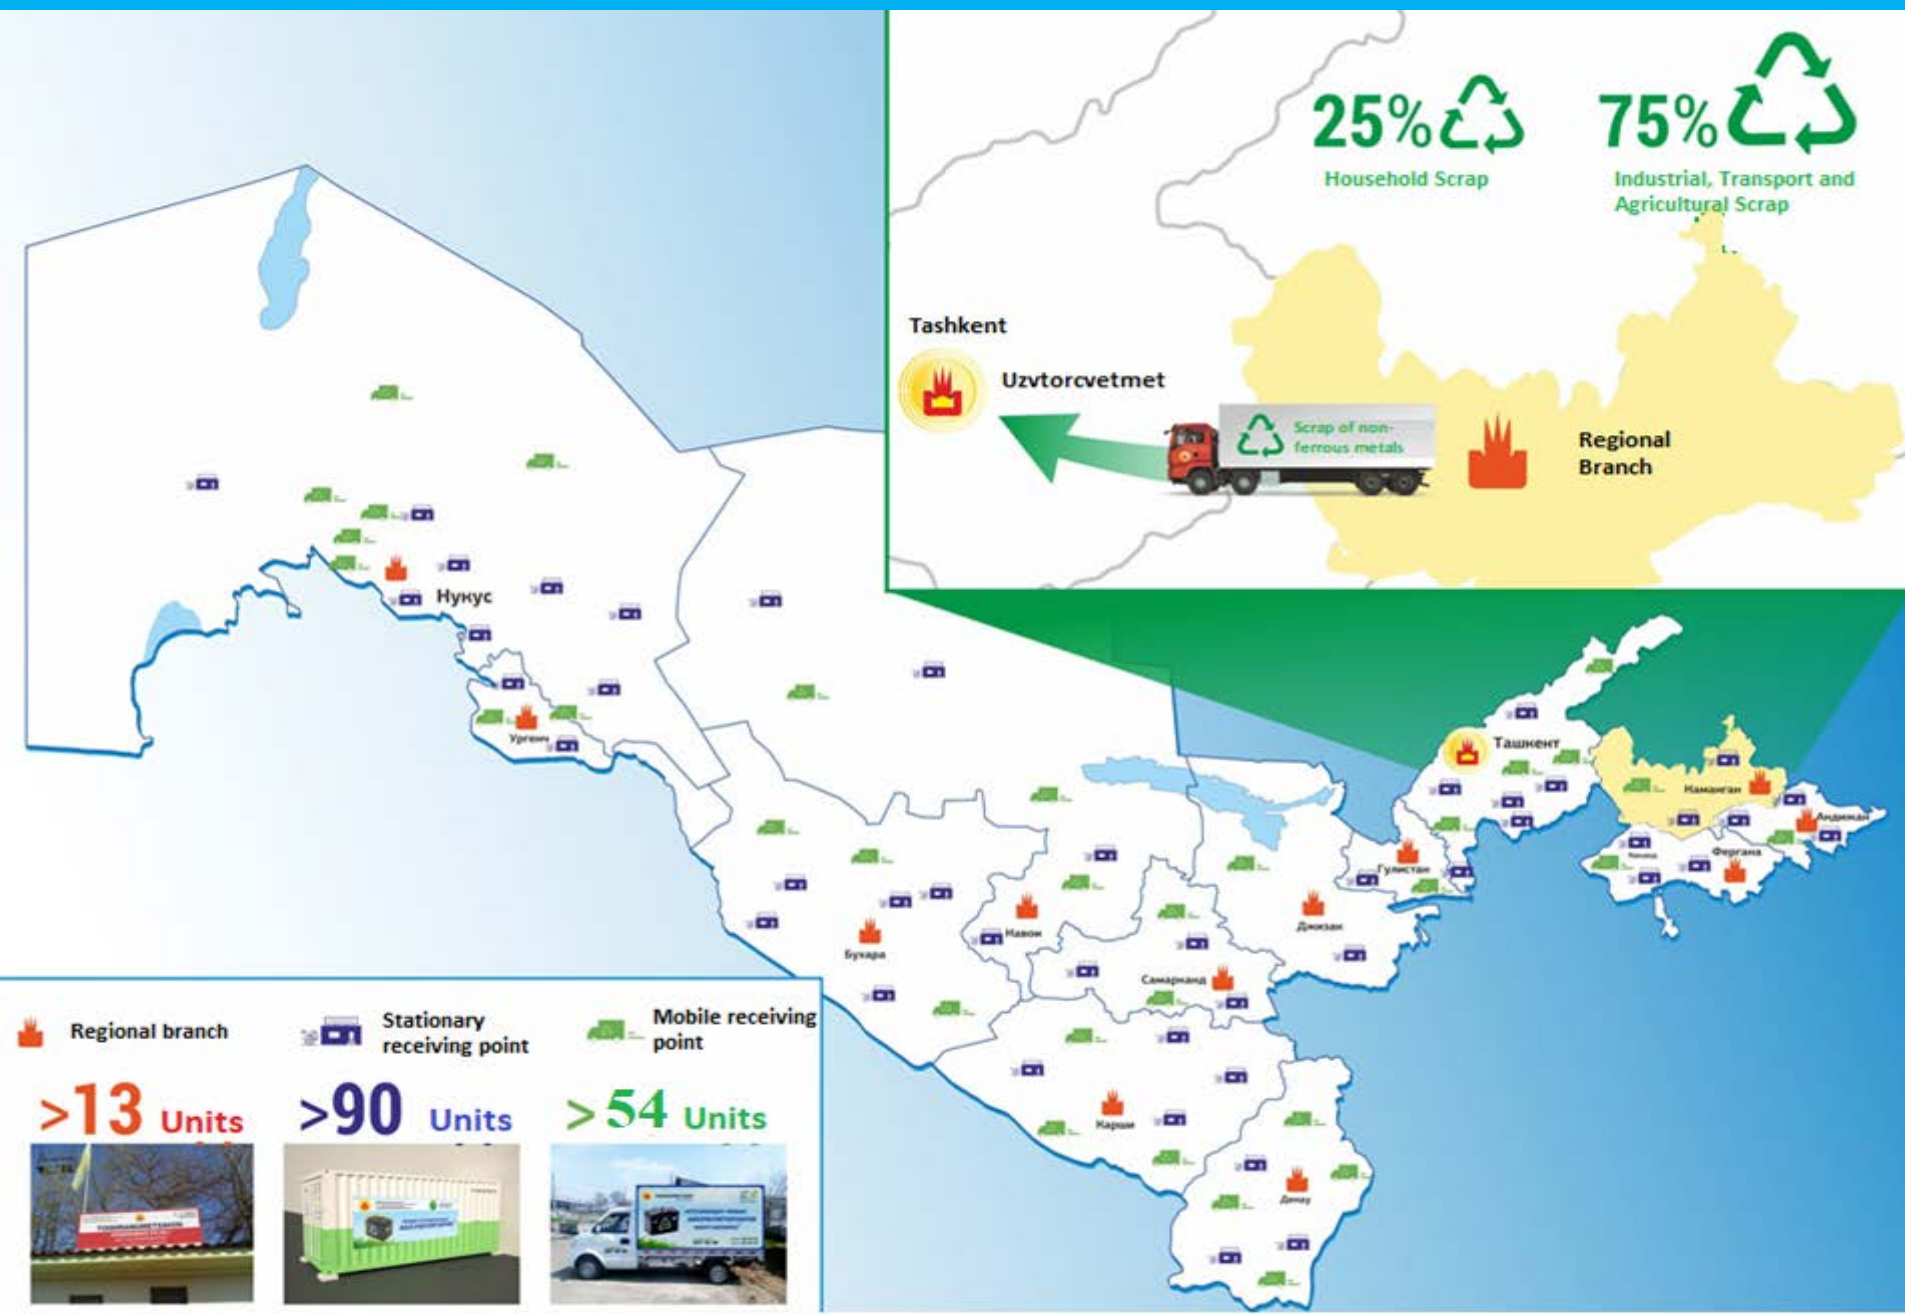 25%
75%
Household Scrap
Industrial, Transport and
Agricultural Scrap
Tashkent
Uzvtorcvetmet
Scrap of non-
ferrous metals
Regional
Branch
Нукус
Ургенч
Ташкент
Наманган
Андижан
Фергана
Гулистан
Джизак
Навои
Бухара
Самарканд
Карши
Денау
Regional branch
Stationary
receiving point
Mobile receiving
point
>13 Units
>90 Units
>54 Units